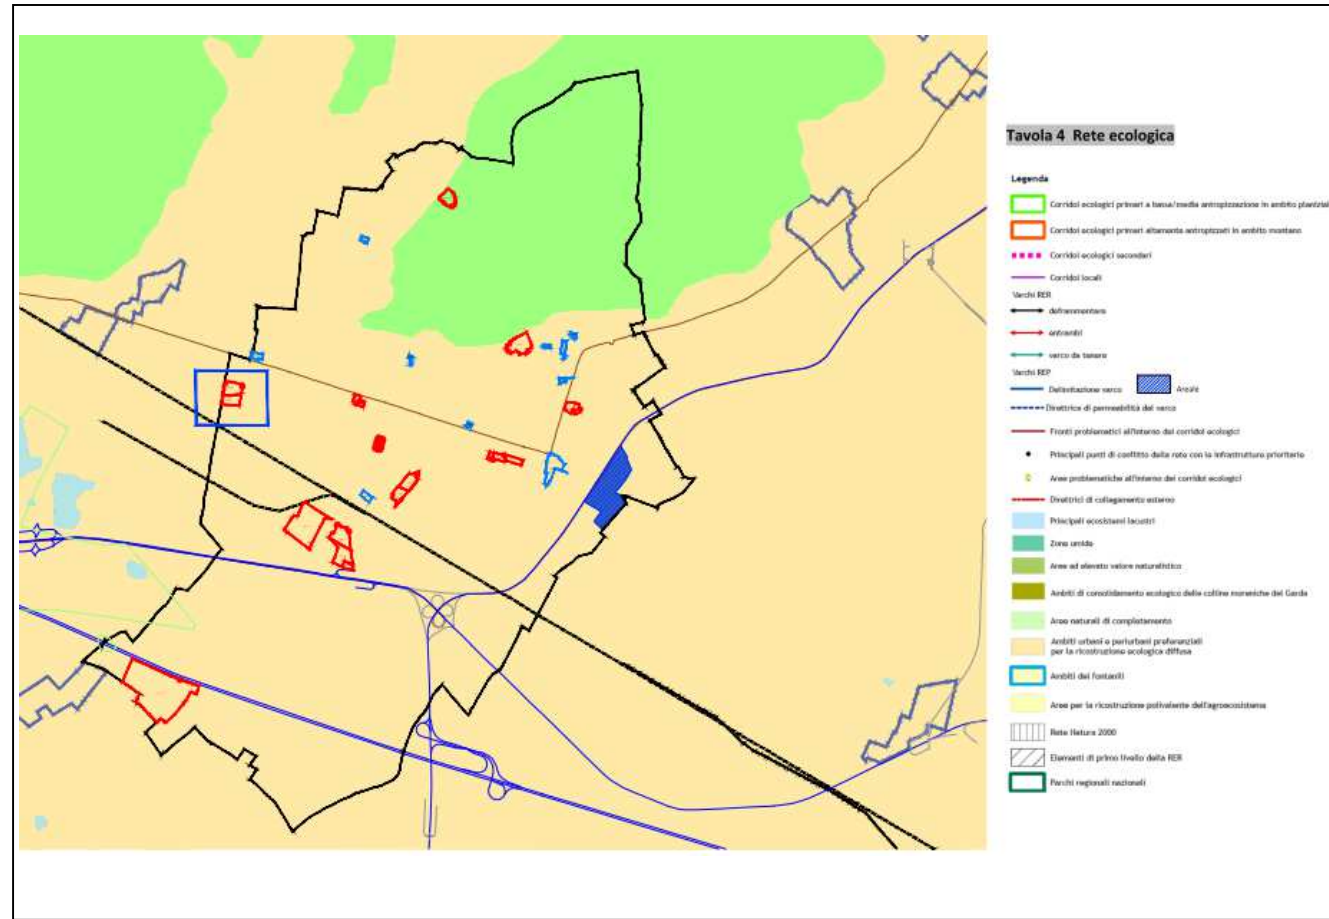 Tavola 4 Rete ecologica
Legenda
Corridoi ecologici primari a bassa/media antropizzazione in ambito planizial
Corridoi ecologici primari altamente antropizzati in ambito montano
Corridoi ecologici secondari
Corridoi locali
Varchi RER
deframmentare
entrambi
varco da tenere
Varchi REP
Delimitazione varco
Areale
Direttrice di permeabilità del varco
Fronti problematici all'interno dei corridoi ecologici
Principali punti di conflitto della rete con le infrastrutture prioritarie
Aree problematiche all'interno dei corridoi ecologici
Direttrici di collegamento esterno
Principali ecosistemi lacustri
Zone umide
Aree ad elevato valore naturalistico
Ambiti di consolidamento ecologico delle colline moreniche del Garda
Aree naturali di completamento
Ambiti urbani e periurbani preferenziali
per la ricostruzione ecologica diffusa
Ambiti dei fontanili
Aree per la ricostruzione polivalente dell'agroecosistema
Rete Natura 2000
Elementi di primo livello della RER
Parchi regionali nazionali